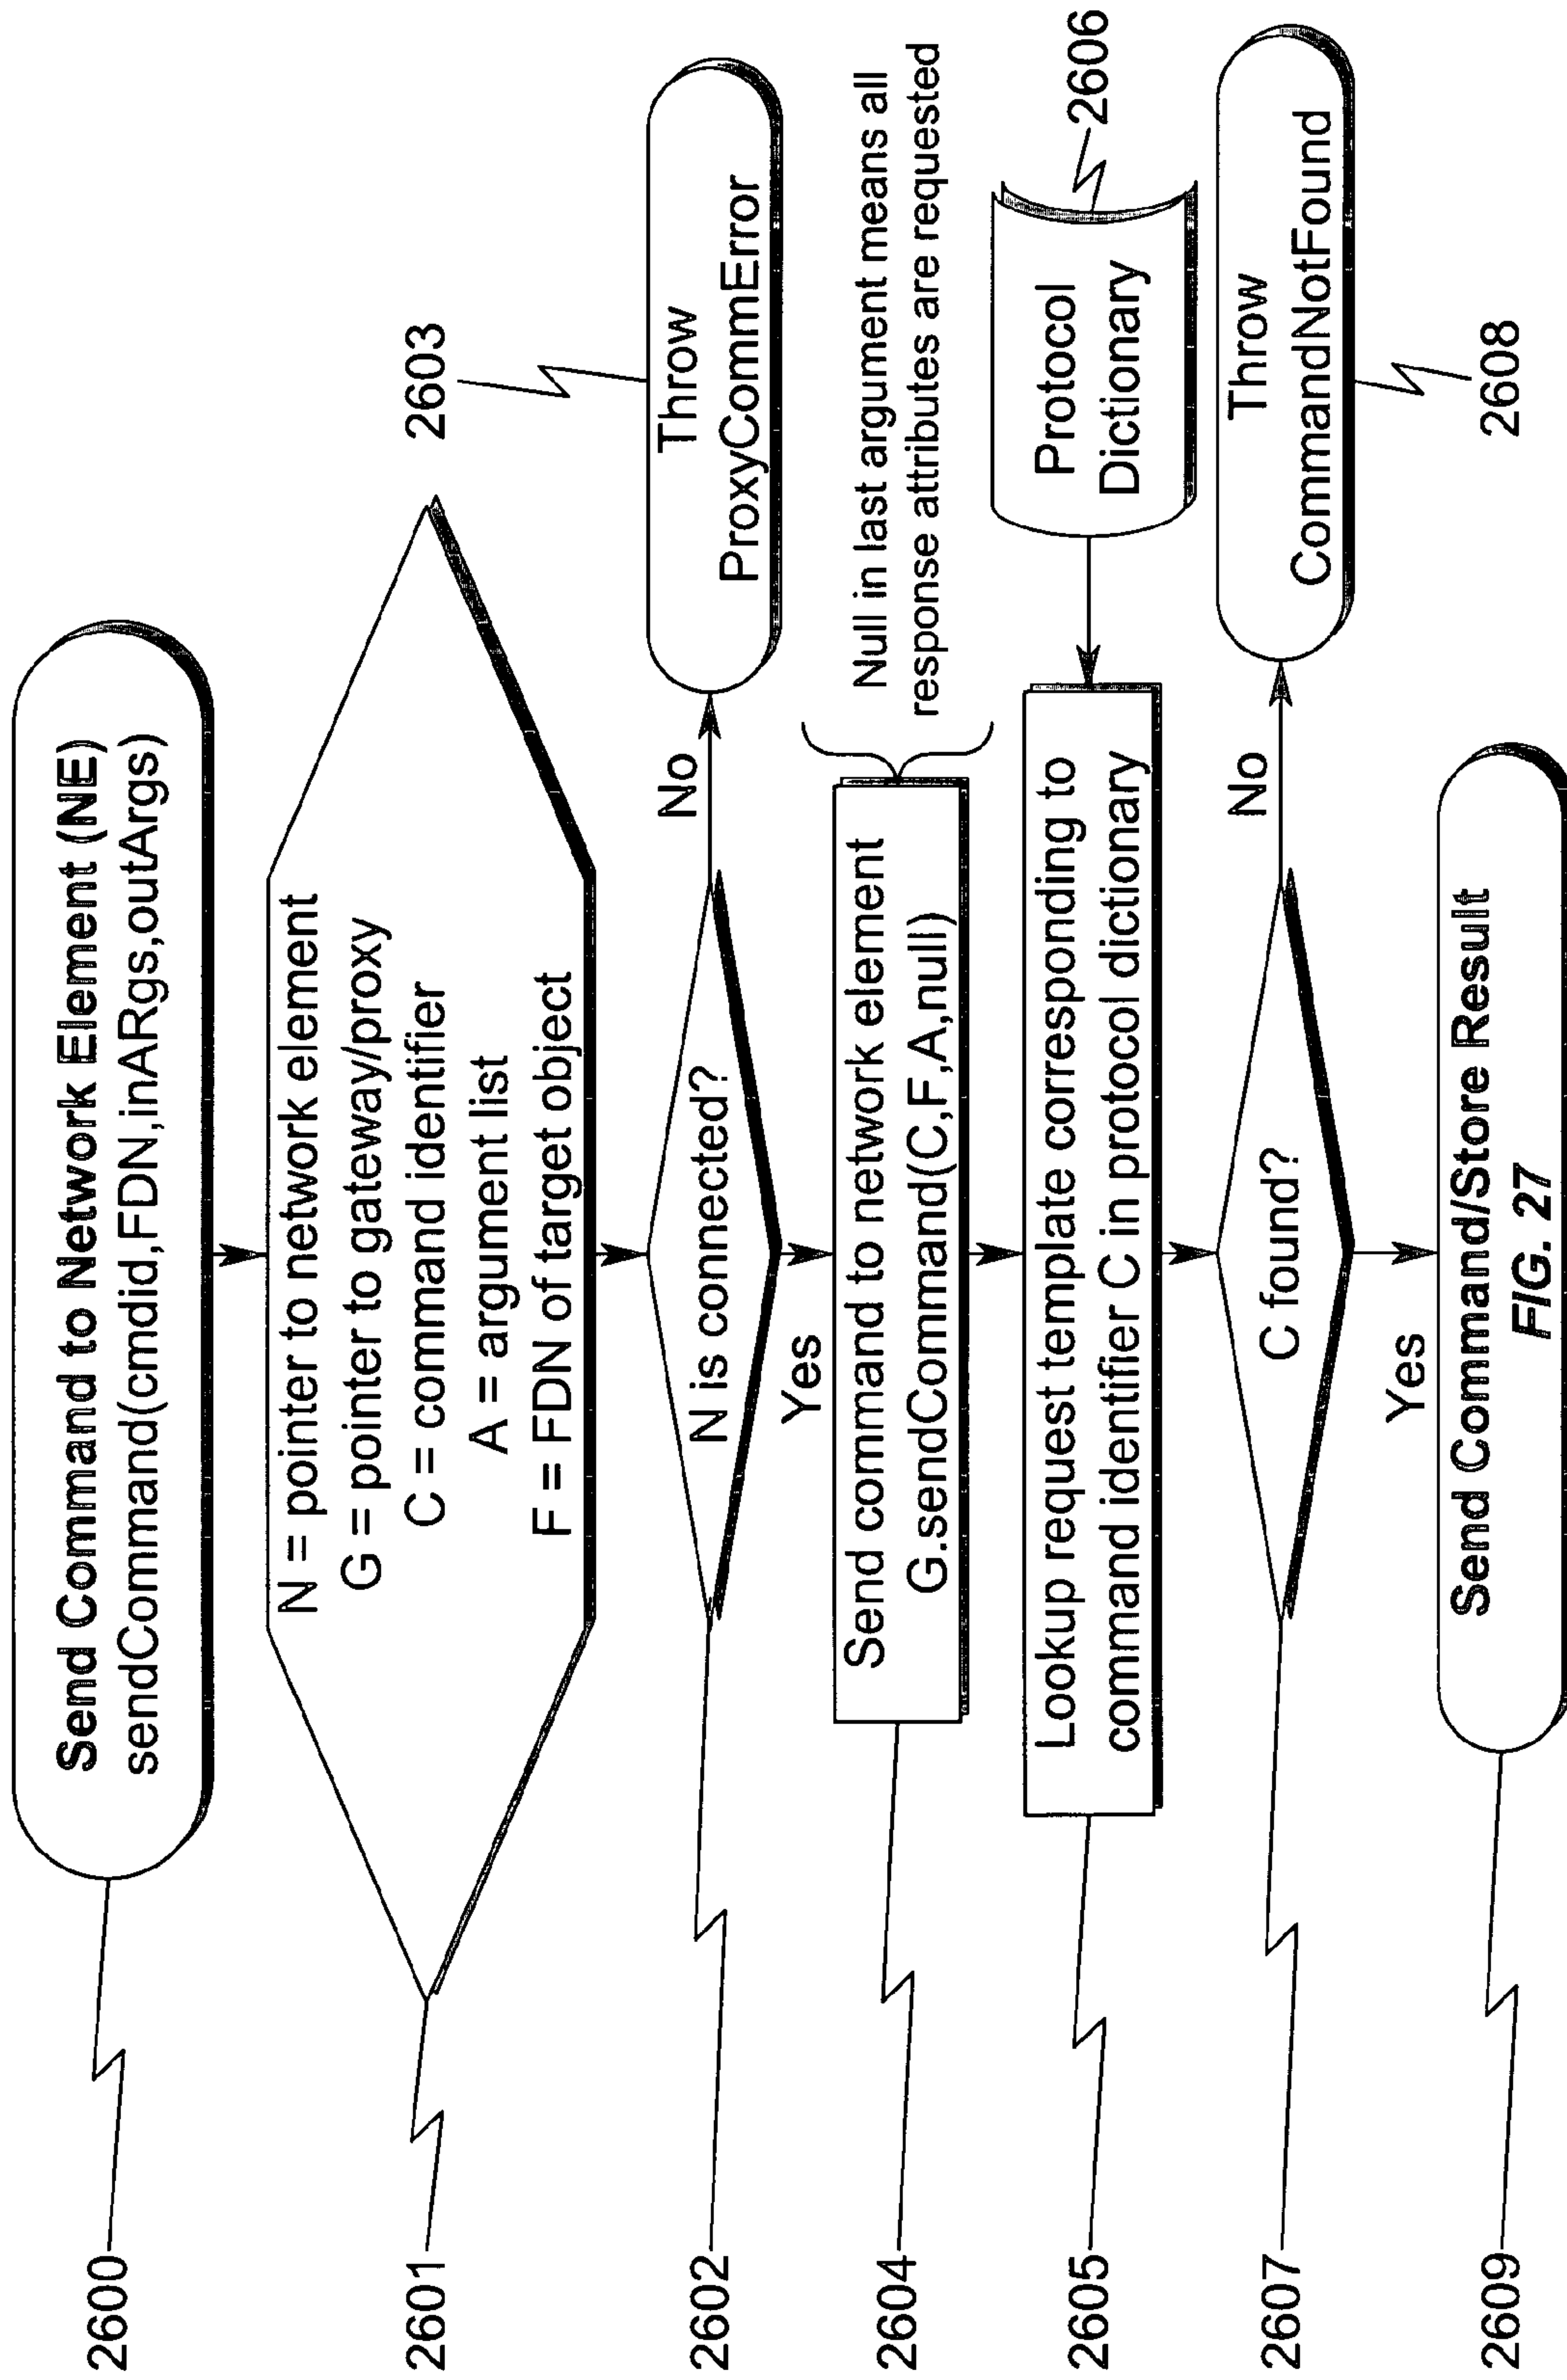 2600
Send Command to Network Element (NE)
sendCommand(cmdid,FDN,inARgs,outArgs)
2601
N = pointer to network element
G = pointer to gateway/proxy
C = command identifier
A = argument list
F = FDN of target object
2602
N is connected?
No
Yes
2603
Throw
ProxyCommError
2604
Send command to network element
G.sendCommand(C,F,A,null)
Null in last argument means all
response attributes are requested
2605
Lookup request template corresponding to
command identifier C in protocol dictionary
Protocol
Dictionary
2606
2607
C found?
No
Yes
Throw
CommandNotFound
2608
2609
Send Command/Store Result
FIG. 27